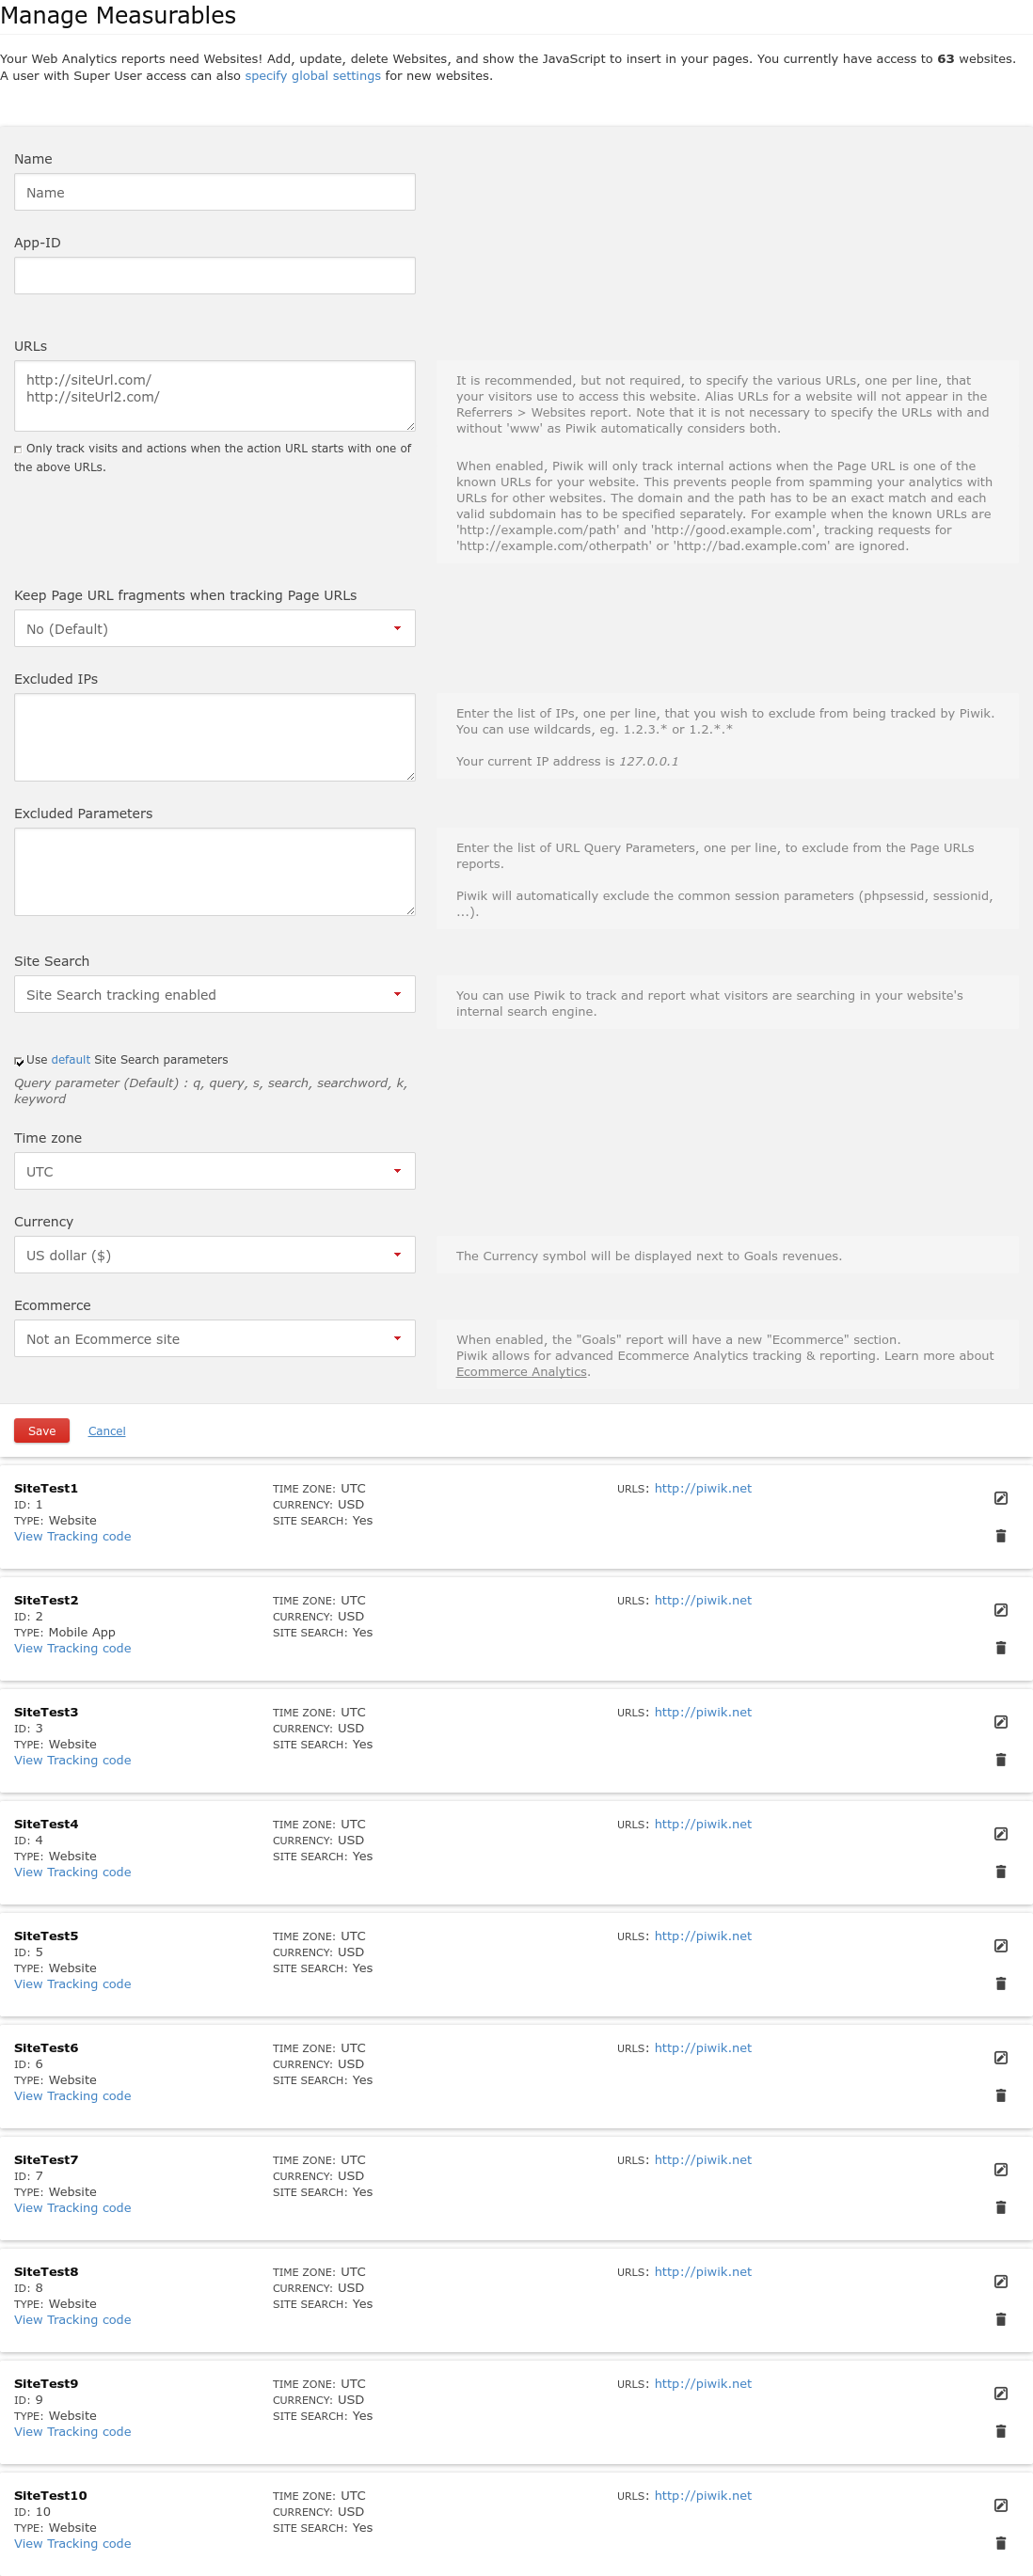 Manage Measurables
Your Web Analytics reports need Websites! Add, update, delete Websites, and show the JavaScript to insert in your pages. You currently have access to 63 websites.
A user with Super User access can also specify global settings for new websites.
Name
Name
App-ID
URLs
http://siteUrl.com/
http://siteUrl2.com/
Only track visits and actions when the action URL starts with one of
the above URLs.
It is recommended, but not required, to specify the various URLs, one per line, that
your visitors use to access this website. Alias URLs for a website will not appear in the
Referrers > Websites report. Note that it is not necessary to specify the URLs with and
without 'www' as Piwik automatically considers both.
When enabled, Piwik will only track internal actions when the Page URL is one of the
known URLs for your website. This prevents people from spamming your analytics with
URLs for other websites. The domain and the path has to be an exact match and each
valid subdomain has to be specified separately. For example when the known URLs are
'http://example.com/path' and 'http://good.example.com', tracking requests for
'http://example.com/otherpath' or 'http://bad.example.com' are ignored.
Keep Page URL fragments when tracking Page URLs
No (Default)
Excluded IPs
Enter the list of IPs, one per line, that you wish to exclude from being tracked by Piwik.
You can use wildcards, eg. 1.2.3.* or 1.2.*.*
Your current IP address is 127.0.0.1
Excluded Parameters
Enter the list of URL Query Parameters, one per line, to exclude from the Page URLs
reports.
Piwik will automatically exclude the common session parameters (phpsessid, sessionid,
...).
Site Search
Site Search tracking enabled
You can use Piwik to track and report what visitors are searching in your website's
internal search engine.
Use default Site Search parameters
Query parameter (Default) : q, query, s, search, searchword, k,
keyword
Time zone
UTC
Currency
US dollar ($)
The Currency symbol will be displayed next to Goals revenues.
Ecommerce
Not an Ecommerce site
When enabled, the "Goals" report will have a new "Ecommerce" section.
Piwik allows for advanced Ecommerce Analytics tracking & reporting. Learn more about
Ecommerce Analytics.
Save Cancel
SiteTest1 TIME ZONE: UTC URLS: http://piwik.net
ID: 1 CURRENCY: USD
TYPE: Website SITE SEARCH: Yes
View Tracking code
SiteTest2 TIME ZONE: UTC URLS: http://piwik.net
ID: 2 CURRENCY: USD
TYPE: Mobile App SITE SEARCH: Yes
View Tracking code
SiteTest3 TIME ZONE: UTC URLS: http://piwik.net
ID: 3 CURRENCY: USD
TYPE: Website SITE SEARCH: Yes
View Tracking code
SiteTest4 TIME ZONE: UTC URLS: http://piwik.net
ID: 4 CURRENCY: USD
TYPE: Website SITE SEARCH: Yes
View Tracking code
SiteTest5 TIME ZONE: UTC URLS: http://piwik.net
ID: 5 CURRENCY: USD
TYPE: Website SITE SEARCH: Yes
View Tracking code
SiteTest6 TIME ZONE: UTC URLS: http://piwik.net
ID: 6 CURRENCY: USD
TYPE: Website SITE SEARCH: Yes
View Tracking code
SiteTest7 TIME ZONE: UTC URLS: http://piwik.net
ID: 7 CURRENCY: USD
TYPE: Website SITE SEARCH: Yes
View Tracking code
SiteTest8 TIME ZONE: UTC URLS: http://piwik.net
ID: 8 CURRENCY: USD
TYPE: Website SITE SEARCH: Yes
View Tracking code
SiteTest9 TIME ZONE: UTC URLS: http://piwik.net
ID: 9 CURRENCY: USD
TYPE: Website SITE SEARCH: Yes
View Tracking code
SiteTest10 TIME ZONE: UTC URLS: http://piwik.net
ID: 10 CURRENCY: USD
TYPE: Website SITE SEARCH: Yes
View Tracking code